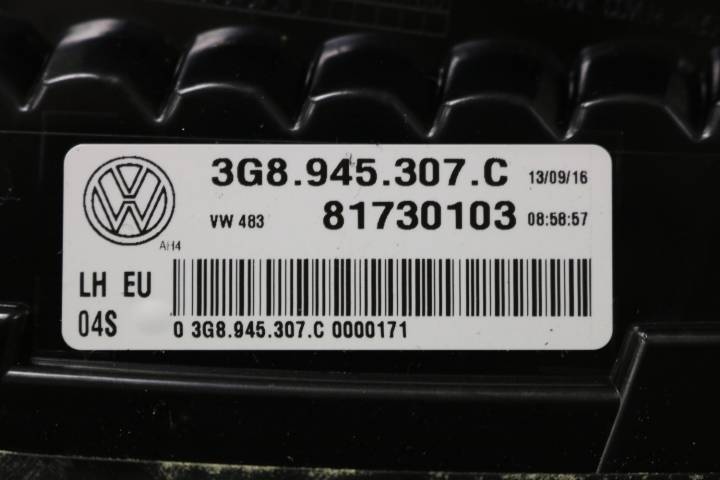 3G8.945.307.C 13/09/16
VW 483 81730103 08:58:57
AH4
LH EU
04S
0 3G8.945.307.C 0000171